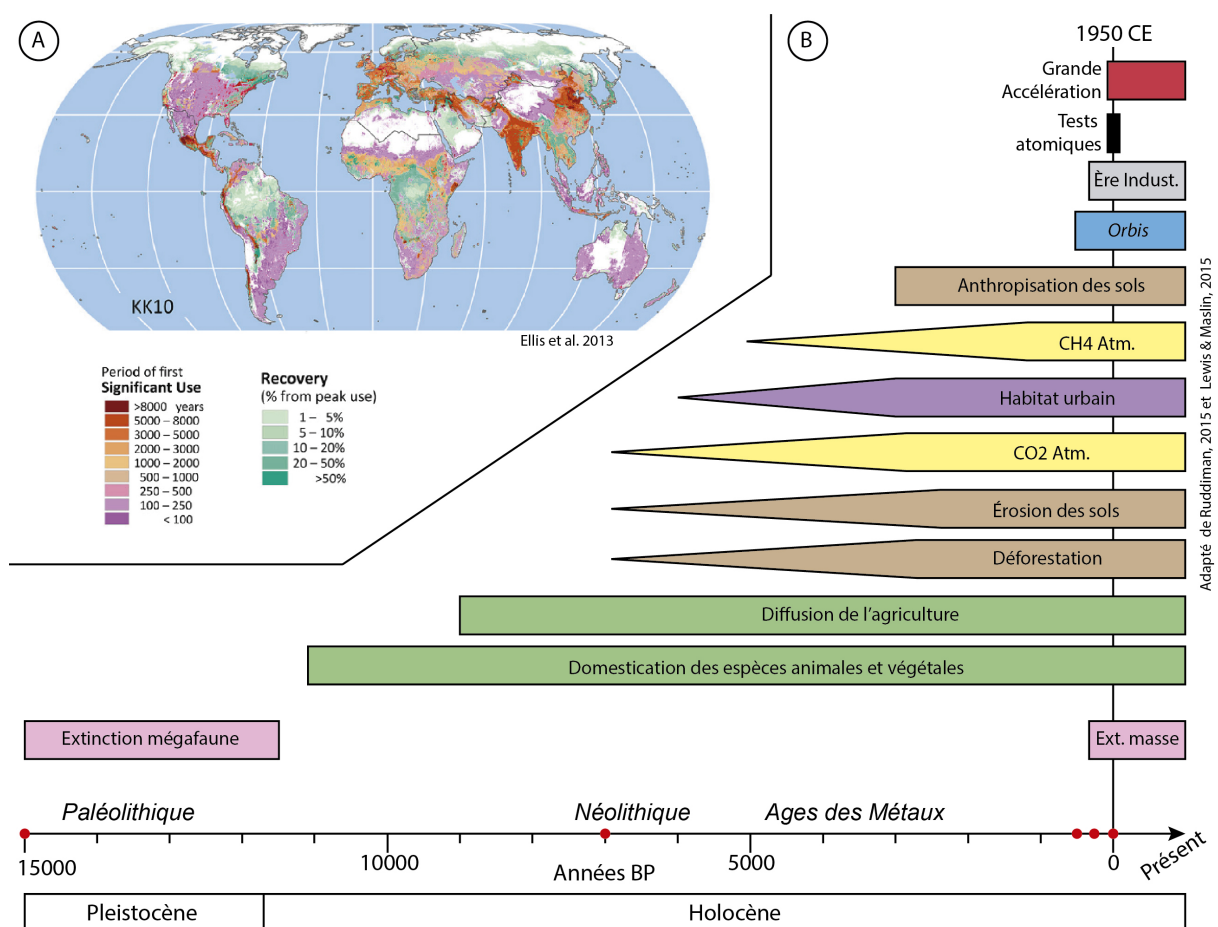 A
KK10
Ellis et al. 2013
Period of first
Significant Use
>8000 years
5000 – 8000
3000 – 5000
2000 – 3000
1000 – 2000
500 – 1000
250 – 500
100 – 250
< 100
Recovery
(% from peak use)
1 – 5%
5 – 10%
10 – 20%
20 – 50%
>50%
B
1950 CE
Grande
Accélération
Tests
atomiques
Ère Indust.
Orbis
Anthropisation des sols
CH4 Atm.
Habitat urbain
CO2 Atm.
Érosion des sols
Déforestation
Diffusion de l'agriculture
Domestication des espèces animales et végétales
Extinction mégafaune
Ext. masse
Adapté de Ruddiman, 2015 et Lewis & Maslin, 2015
Paléolithique
Néolithique
Ages des Métaux
15000
10000
5000
0
Présent
Années BP
Pleistocène
Holocène